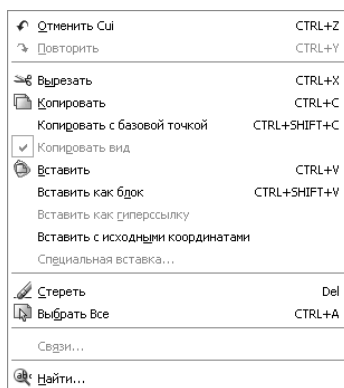 Отменить Cui CTRL+Z
Повторить CTRL+Y
Вырезать CTRL+X
Копировать CTRL+C
Копировать с базовой точкой CTRL+SHIFT+C
Копировать вид
Вставить CTRL+V
Вставить как блок CTRL+SHIFT+V
Вставить как гиперссылку
Вставить с исходными координатами
Специальная вставка...
Стереть Del
Выбрать Все CTRL+A
Связи...
Найти...